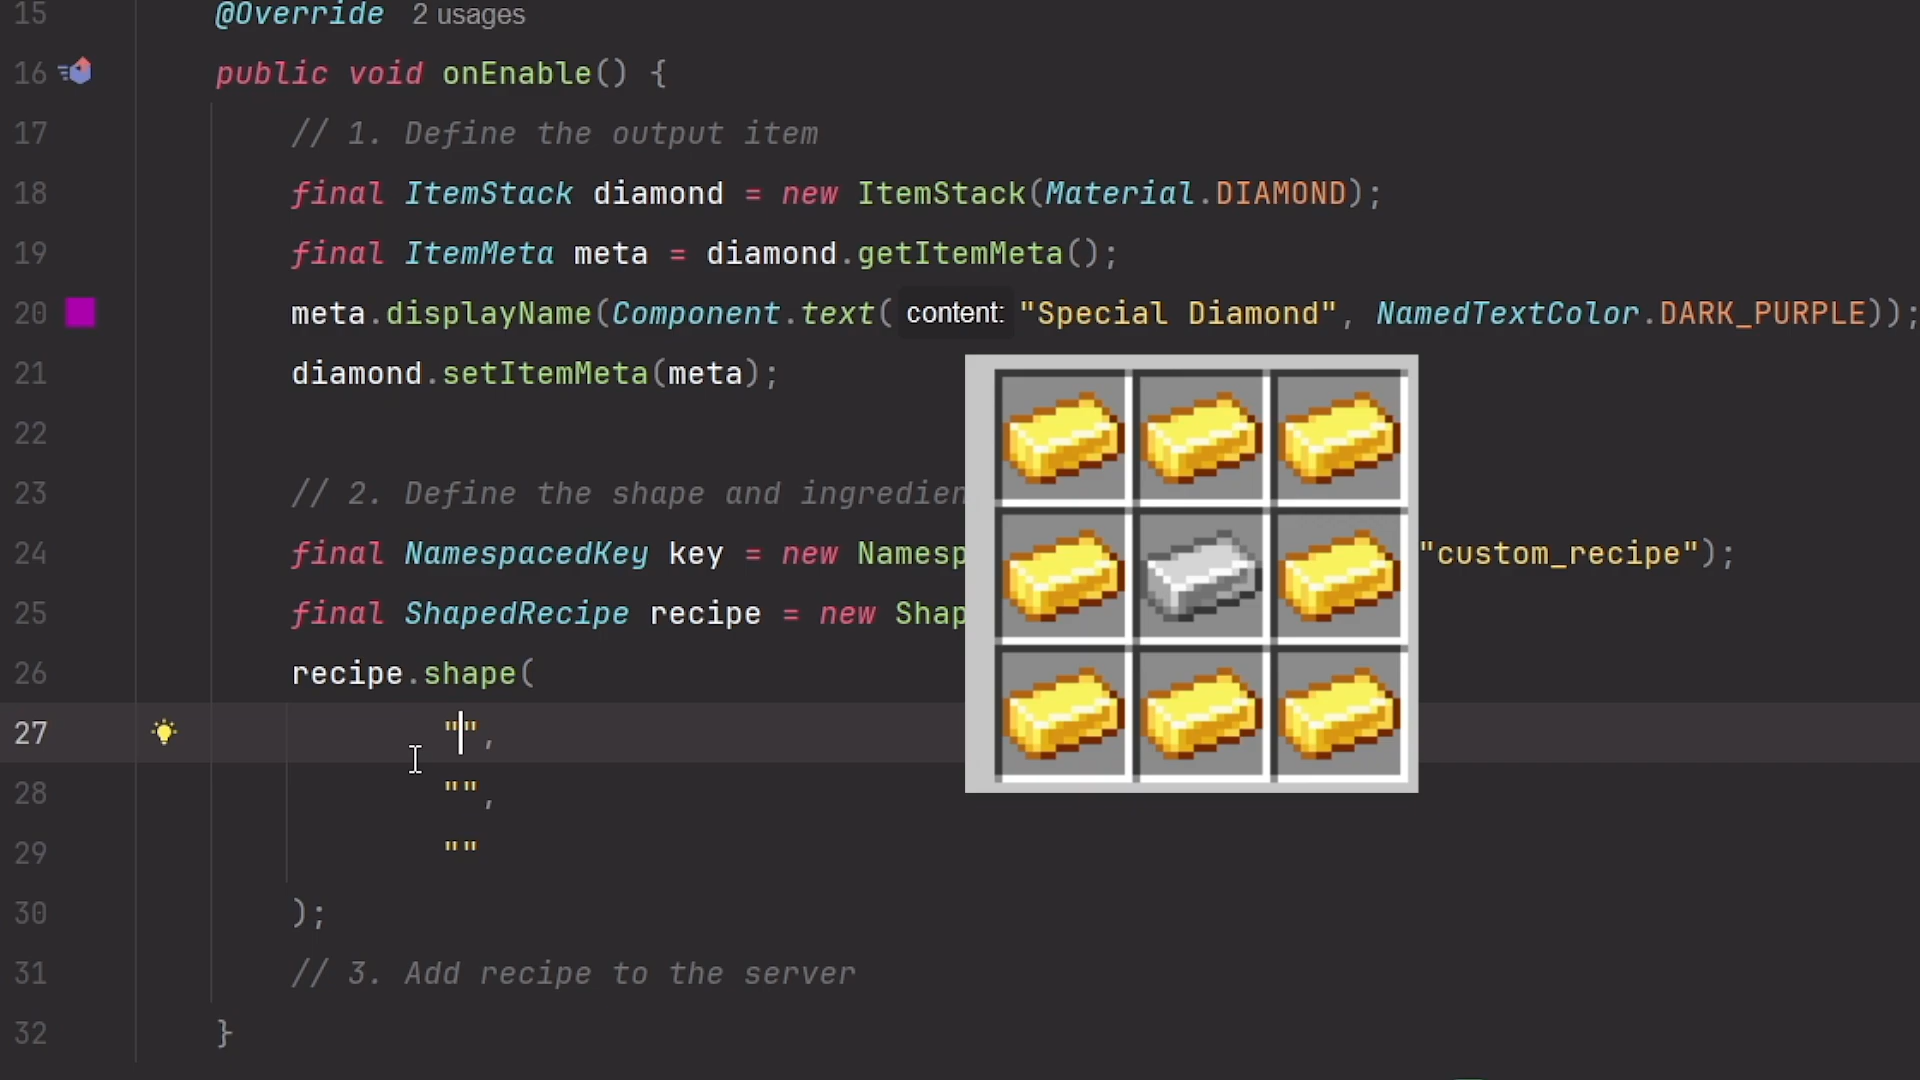 15 @Override 2 usages
16 public void onEnable() {
17 // 1. Define the output item
18 final ItemStack diamond = new ItemStack(Material.DIAMOND);
19 final ItemMeta meta = diamond.getItemMeta();
20 meta.displayName(Component.text( content: "Special Diamond", NamedTextColor.DARK_PURPLE));
21 diamond.setItemMeta(meta);
22
23 // 2. Define the shape and ingredien
24 final NamespacedKey key = new Namesp "custom_recipe");
25 final ShapedRecipe recipe = new Shap
26 recipe.shape(
27 "",
28 "",
29 ""
30 );
31 // 3. Add recipe to the server
32 }